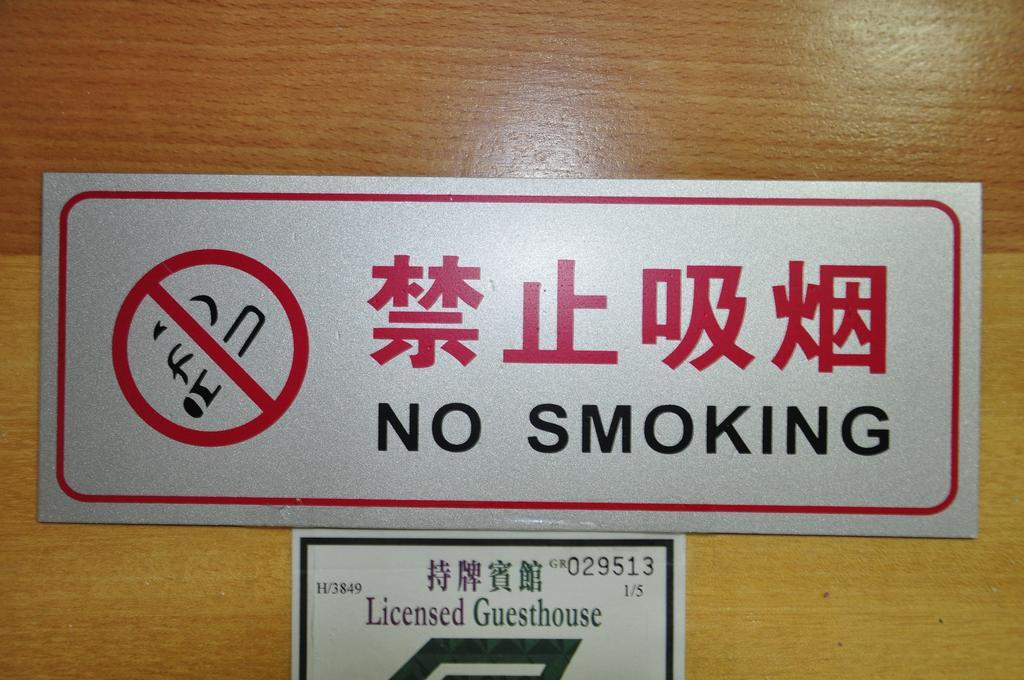 禁止吸烟
NO SMOKING
持牌賓館 GR029513
H/3849 1/5
Licensed Guesthouse